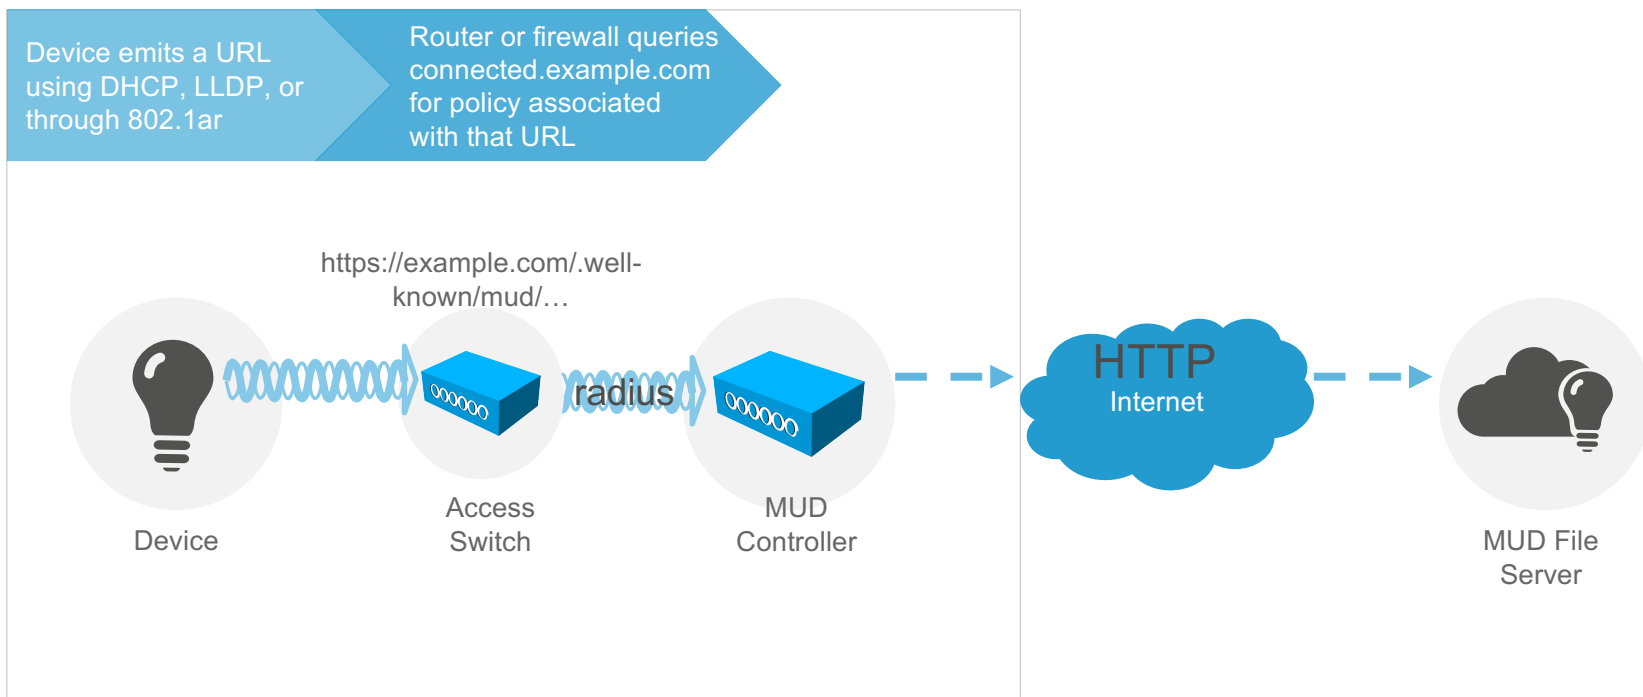 Device emits a URL
using DHCP, LLDP, or
through 802.1ar
Router or firewall queries
connected.example.com
for policy associated
with that URL
https://example.com/.well-
known/mud/…
radius
HTTP
Internet
Device
Access
Switch
MUD
Controller
MUD File
Server